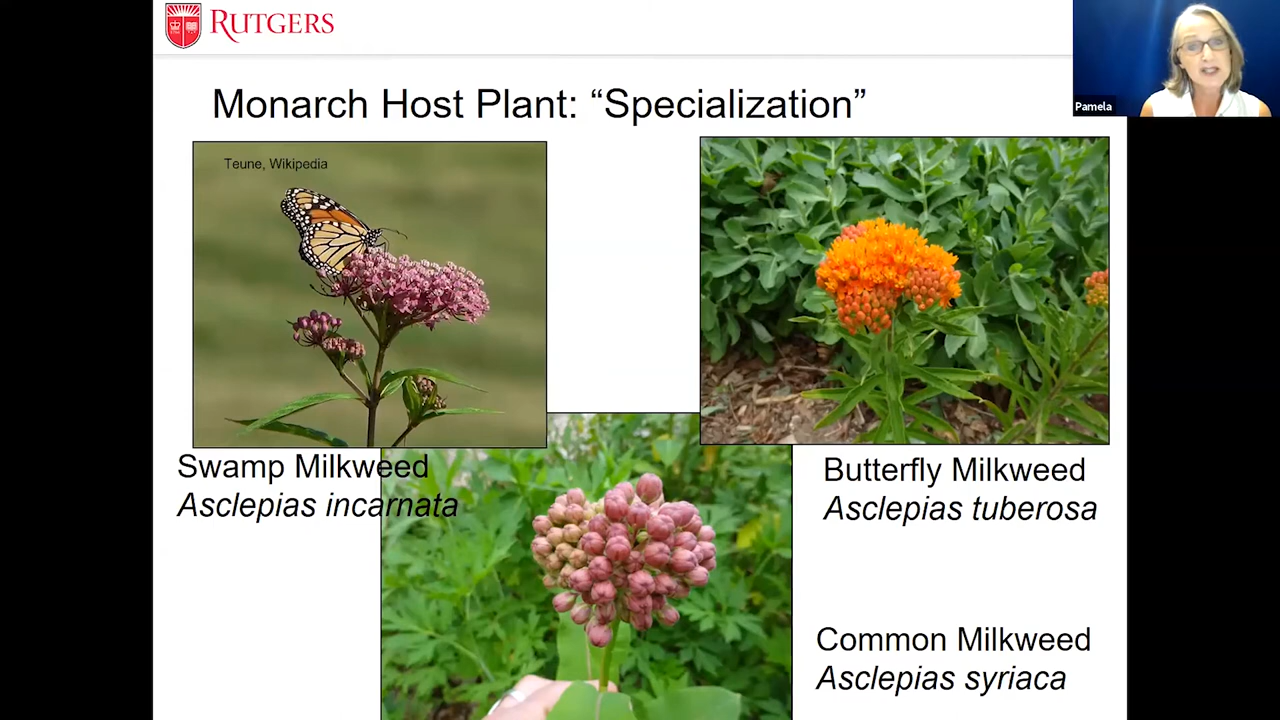 RUTGERS
Pamela
Monarch Host Plant: “Specialization”
Teune, Wikipedia
Swamp Milkweed
Asclepias incarnata
Butterfly Milkweed
Asclepias tuberosa
Common Milkweed
Asclepias syriaca